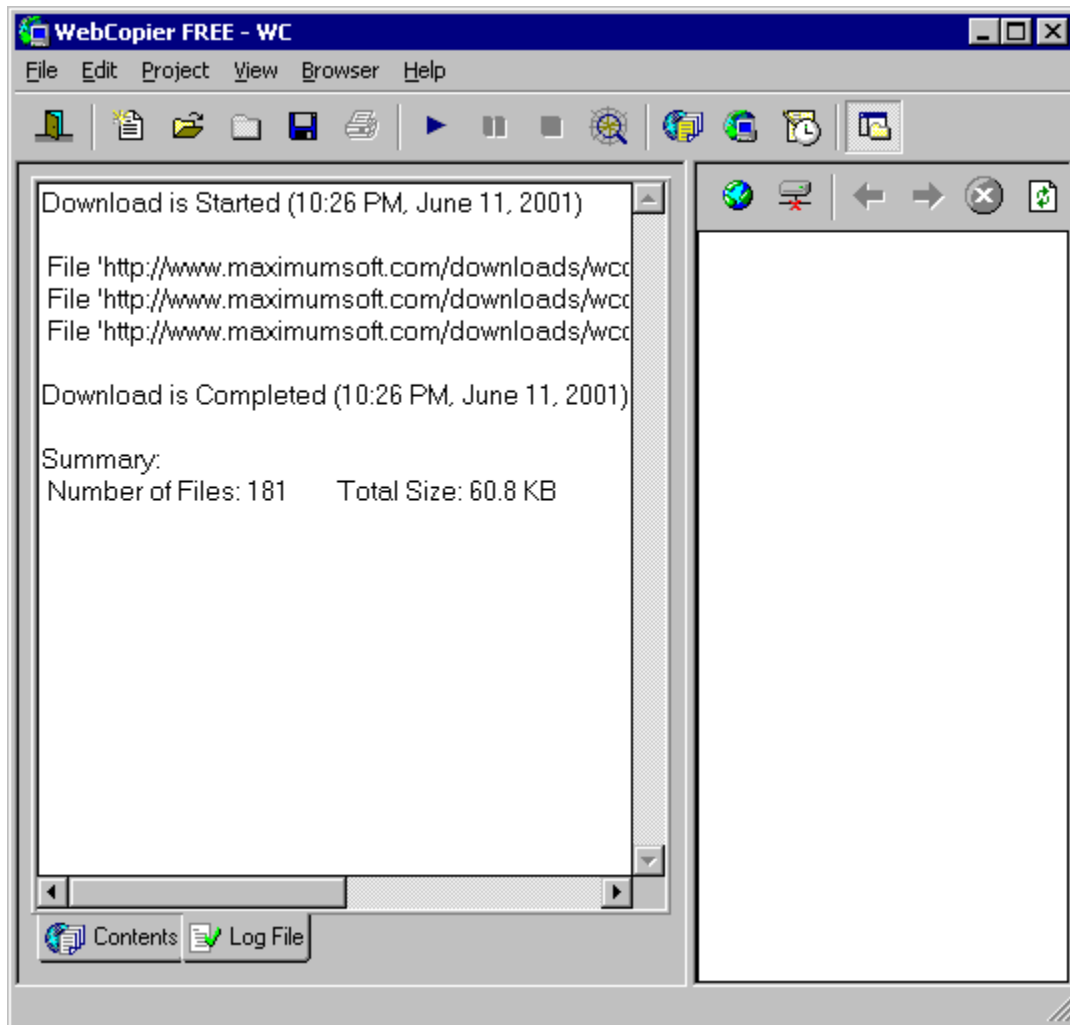 WebCopier FREE - WC
File Edit Project View Browser Help
Download is Started (10:26 PM, June 11, 2001)
File 'http://www.maximumsoft.com/downloads/wcc
File 'http://www.maximumsoft.com/downloads/wcc
File 'http://www.maximumsoft.com/downloads/wcc
Download is Completed (10:26 PM, June 11, 2001)
Summary:
Number of Files: 181 Total Size: 60.8 KB
Contents Log File